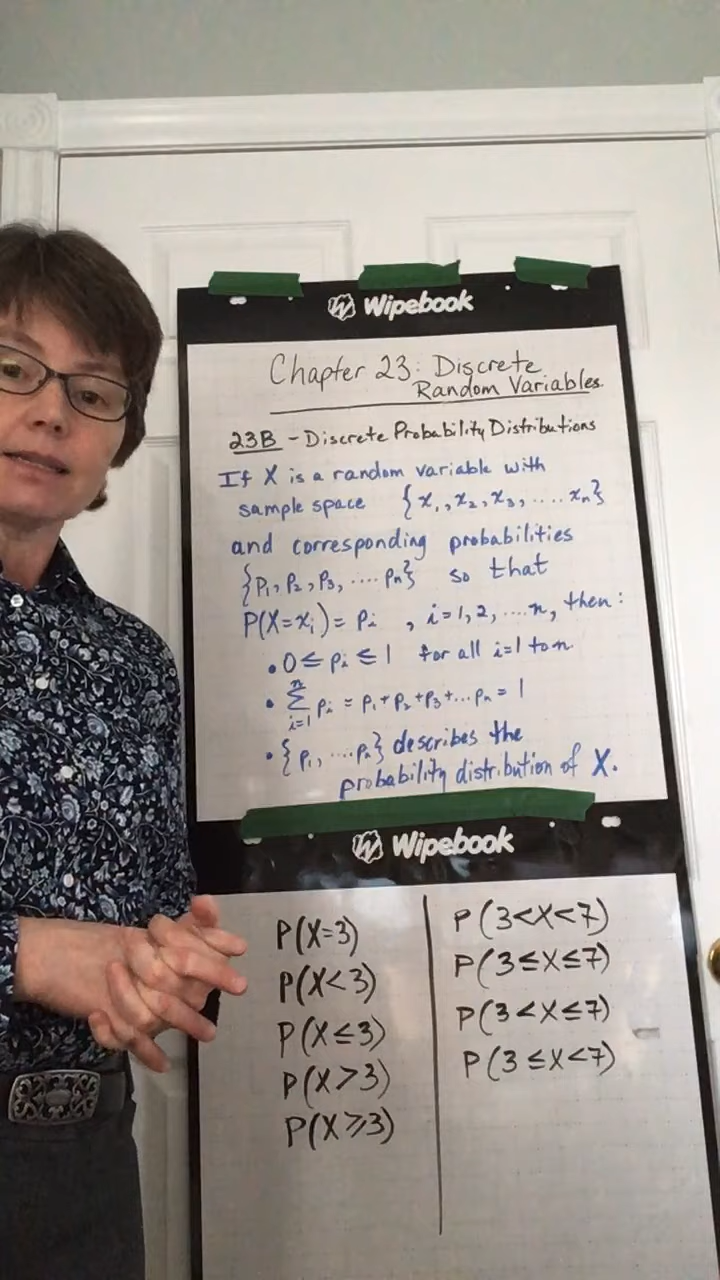 Wipebook
Chapter 23: Discrete
Random Variables.
23B - Discrete Probability Distributions
If X is a random variable with
sample space {x₁, x₂, x₃, .... xₙ}
and corresponding probabilities
{p₁, p₂, p₃, .... pₙ} so that
P(X=xᵢ) = pᵢ , i=1,2,....n, then:
• 0 ≤ pᵢ ≤ 1 for all i=1 to n.
• ∑ⁿᵢ₌₁ pᵢ = p₁+p₂+p₃+...pₙ = 1
• {p₁, ....pₙ} describes the
probability distribution of X.
Wipebook
P(X=3)
P(X<3)
P(X≤3)
P(X>3)
P(X≥3)
P(3<X<7)
P(3≤X≤7)
P(3<X≤7)
P(3≤X<7)